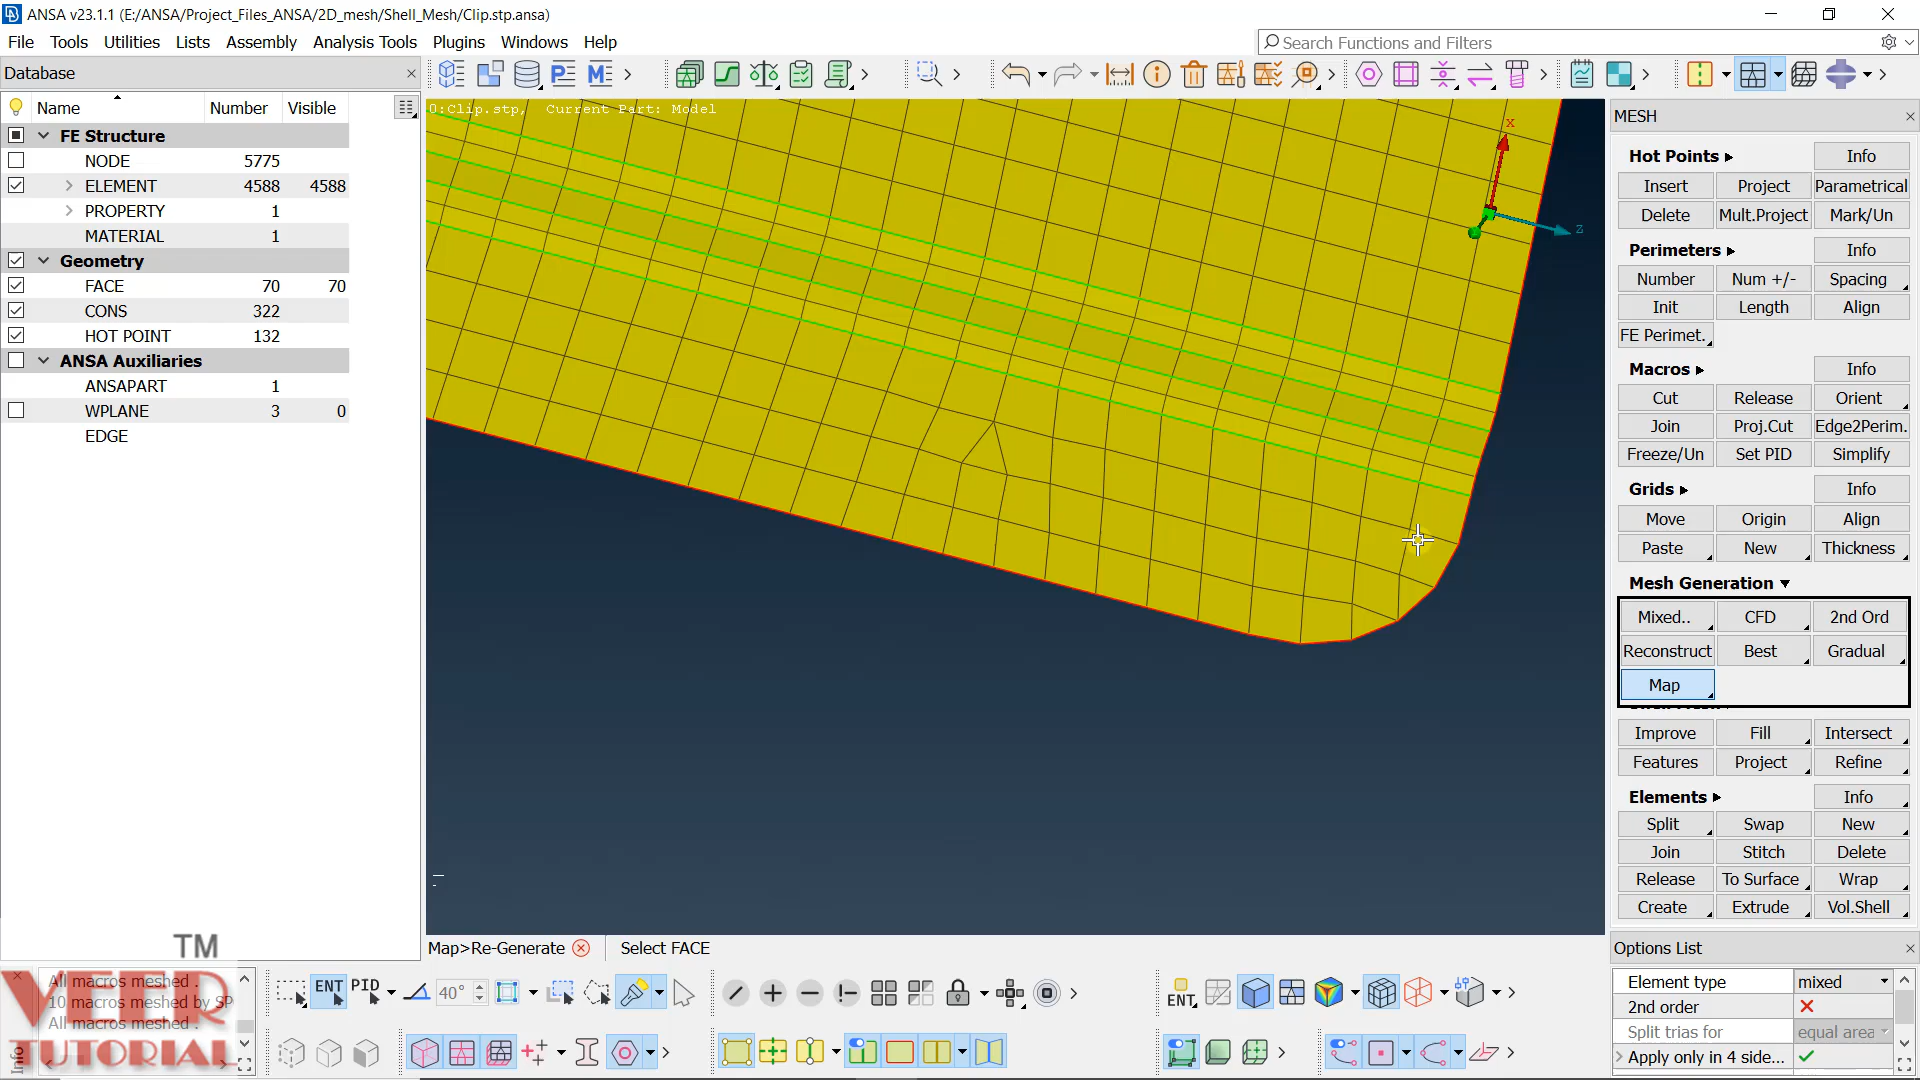 ANSA v23.1.1 (E:/ANSA/Project_Files_ANSA/2D_mesh/Shell_Mesh/Clip.stp.ansa)
File Tools Utilities Lists Assembly Analysis Tools Plugins Windows Help
Search Functions and Filters
Database
Name Number Visible
FE Structure
NODE 5775
ELEMENT 4588 4588
PROPERTY 1
MATERIAL 1
Geometry
FACE 70 70
CONS 322
HOT POINT 132
ANSA Auxiliaries
ANSAPART 1
WPLANE 3 0
EDGE
0:Clip.stp, Current Part: Model
X
Z
MESH
Hot Points Info
Insert Project Parametrical
Delete Mult.Project Mark/Un
Perimeters Info
Number Num +/- Spacing
Init Length Align
FE Perimet.
Macros Info
Cut Release Orient
Join Proj.Cut Edge2Perim.
Freeze/Un Set PID Simplify
Grids Info
Move Origin Align
Paste New Thickness
Mesh Generation
Mixed.. CFD 2nd Ord
Reconstruct Best Gradual
Map
Improve Fill Intersect
Features Project Refine
Elements Info
Split Swap New
Join Stitch Delete
Release To Surface Wrap
Create Extrude Vol.Shell
Map>Re-Generate Select FACE
Options List
Element type mixed
2nd order
Split trias for equal area
Apply only in 4 side...
TM
VEER
TUTORIAL
All macros meshed .
10 macros meshed by SP
All macros meshed .
Info
ENT PID 40°
ENT